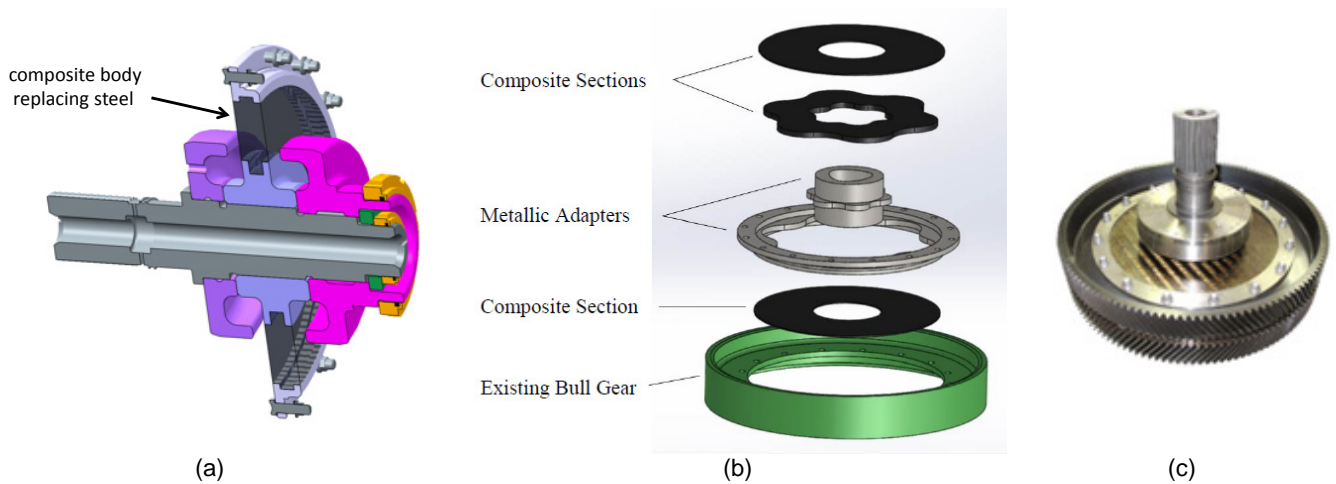 composite body
replacing steel
Composite Sections
Metallic Adapters
Composite Section
Existing Bull Gear
(a)
(b)
(c)